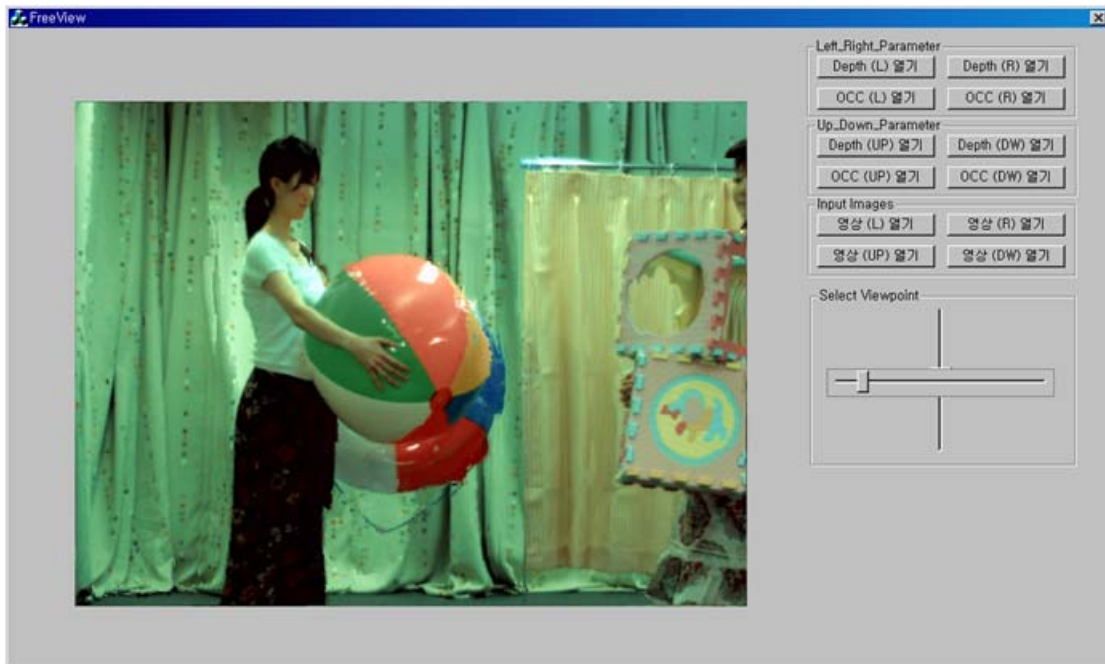 FreeView
Left_Right_Parameter
Depth (L) 열기
Depth (R) 열기
OCC (L) 열기
OCC (R) 열기
Up_Down_Parameter
Depth (UP) 열기
Depth (DW) 열기
OCC (UP) 열기
OCC (DW) 열기
Input Images
영상 (L) 열기
영상 (R) 열기
영상 (UP) 열기
영상 (DW) 열기
Select Viewpoint